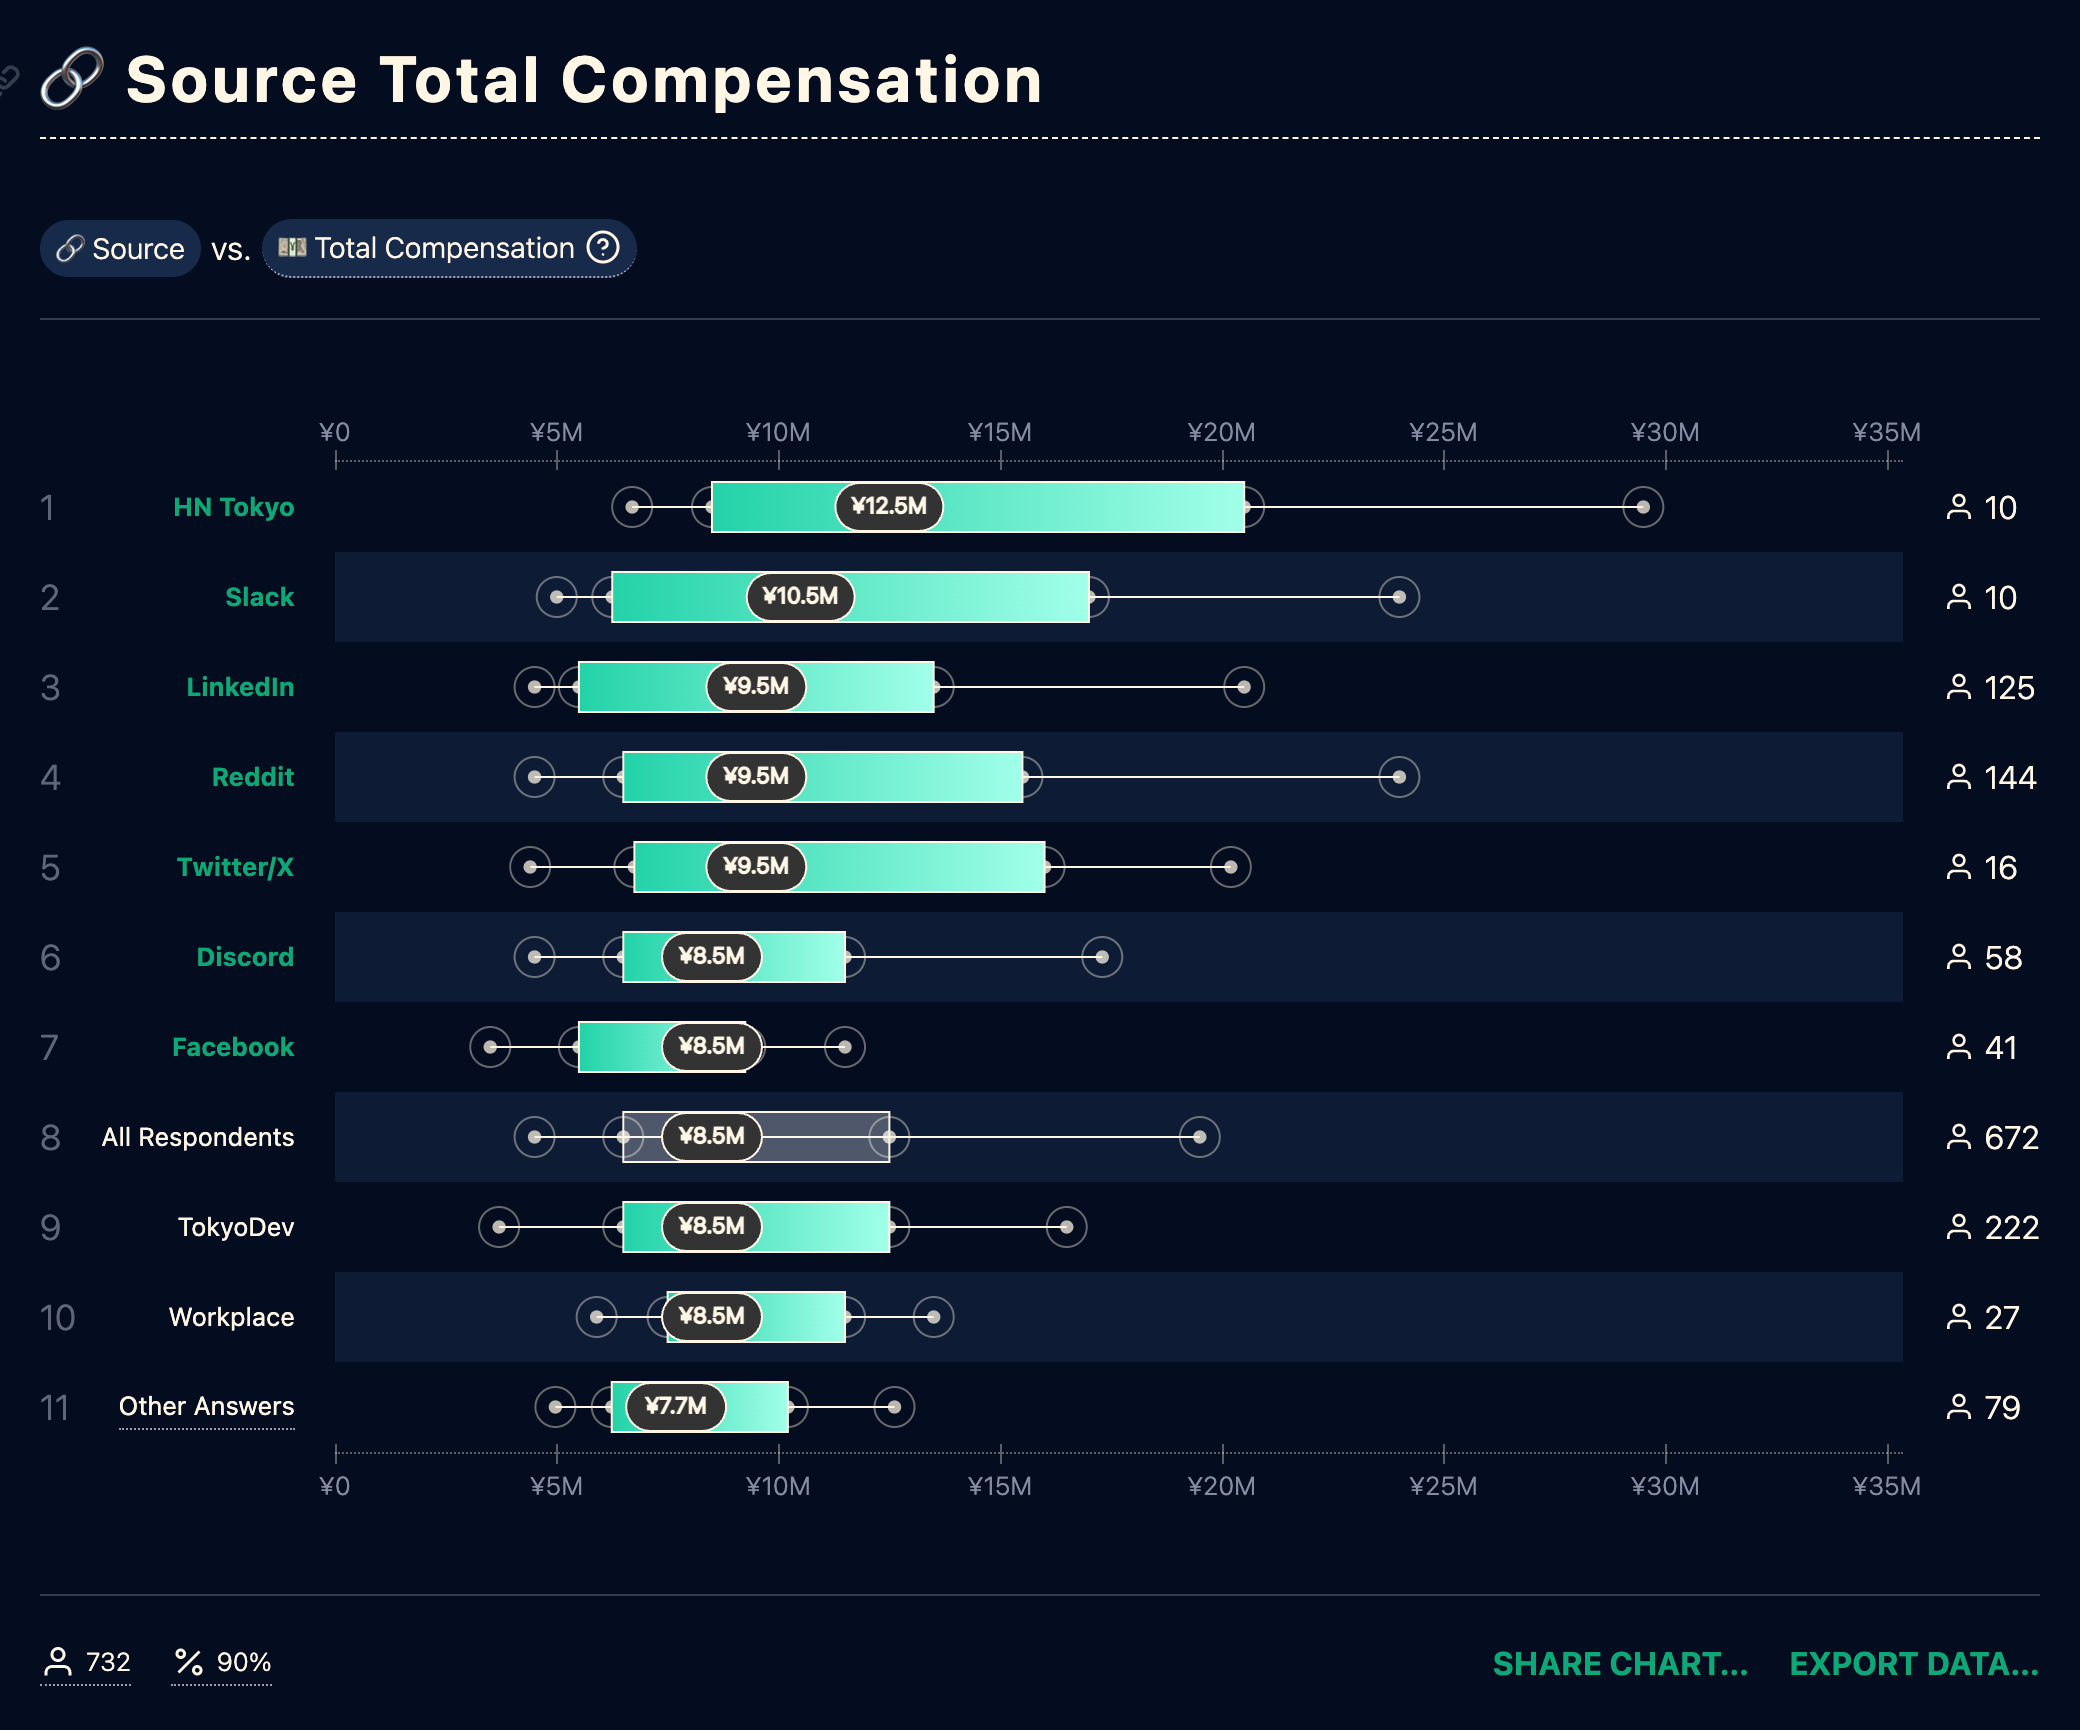 Source Total Compensation
Source vs. Total Compensation ?
¥0 ¥5M ¥10M ¥15M ¥20M ¥25M ¥30M ¥35M
1 HN Tokyo ¥12.5M 10
2 Slack ¥10.5M 10
3 LinkedIn ¥9.5M 125
4 Reddit ¥9.5M 144
5 Twitter/X ¥9.5M 16
6 Discord ¥8.5M 58
7 Facebook ¥8.5M 41
8 All Respondents ¥8.5M 672
9 TokyoDev ¥8.5M 222
10 Workplace ¥8.5M 27
11 Other Answers ¥7.7M 79
¥0 ¥5M ¥10M ¥15M ¥20M ¥25M ¥30M ¥35M
732 % 90% SHARE CHART... EXPORT DATA...